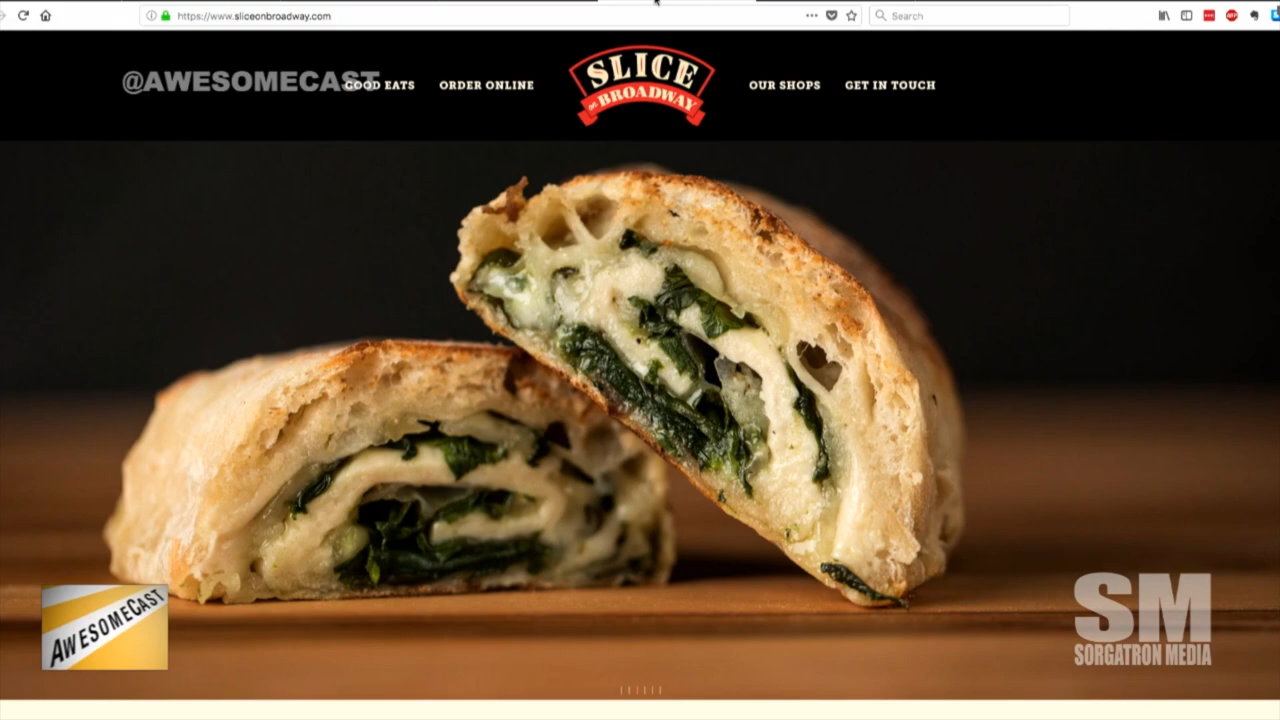 https://www.sliceonbroadway.com
Search
@AWESOMECAST
GOOD EATS
ORDER ONLINE
SLICE
on BROADWAY
OUR SHOPS
GET IN TOUCH
AWESOMECAST
SM
SORGATRON MEDIA